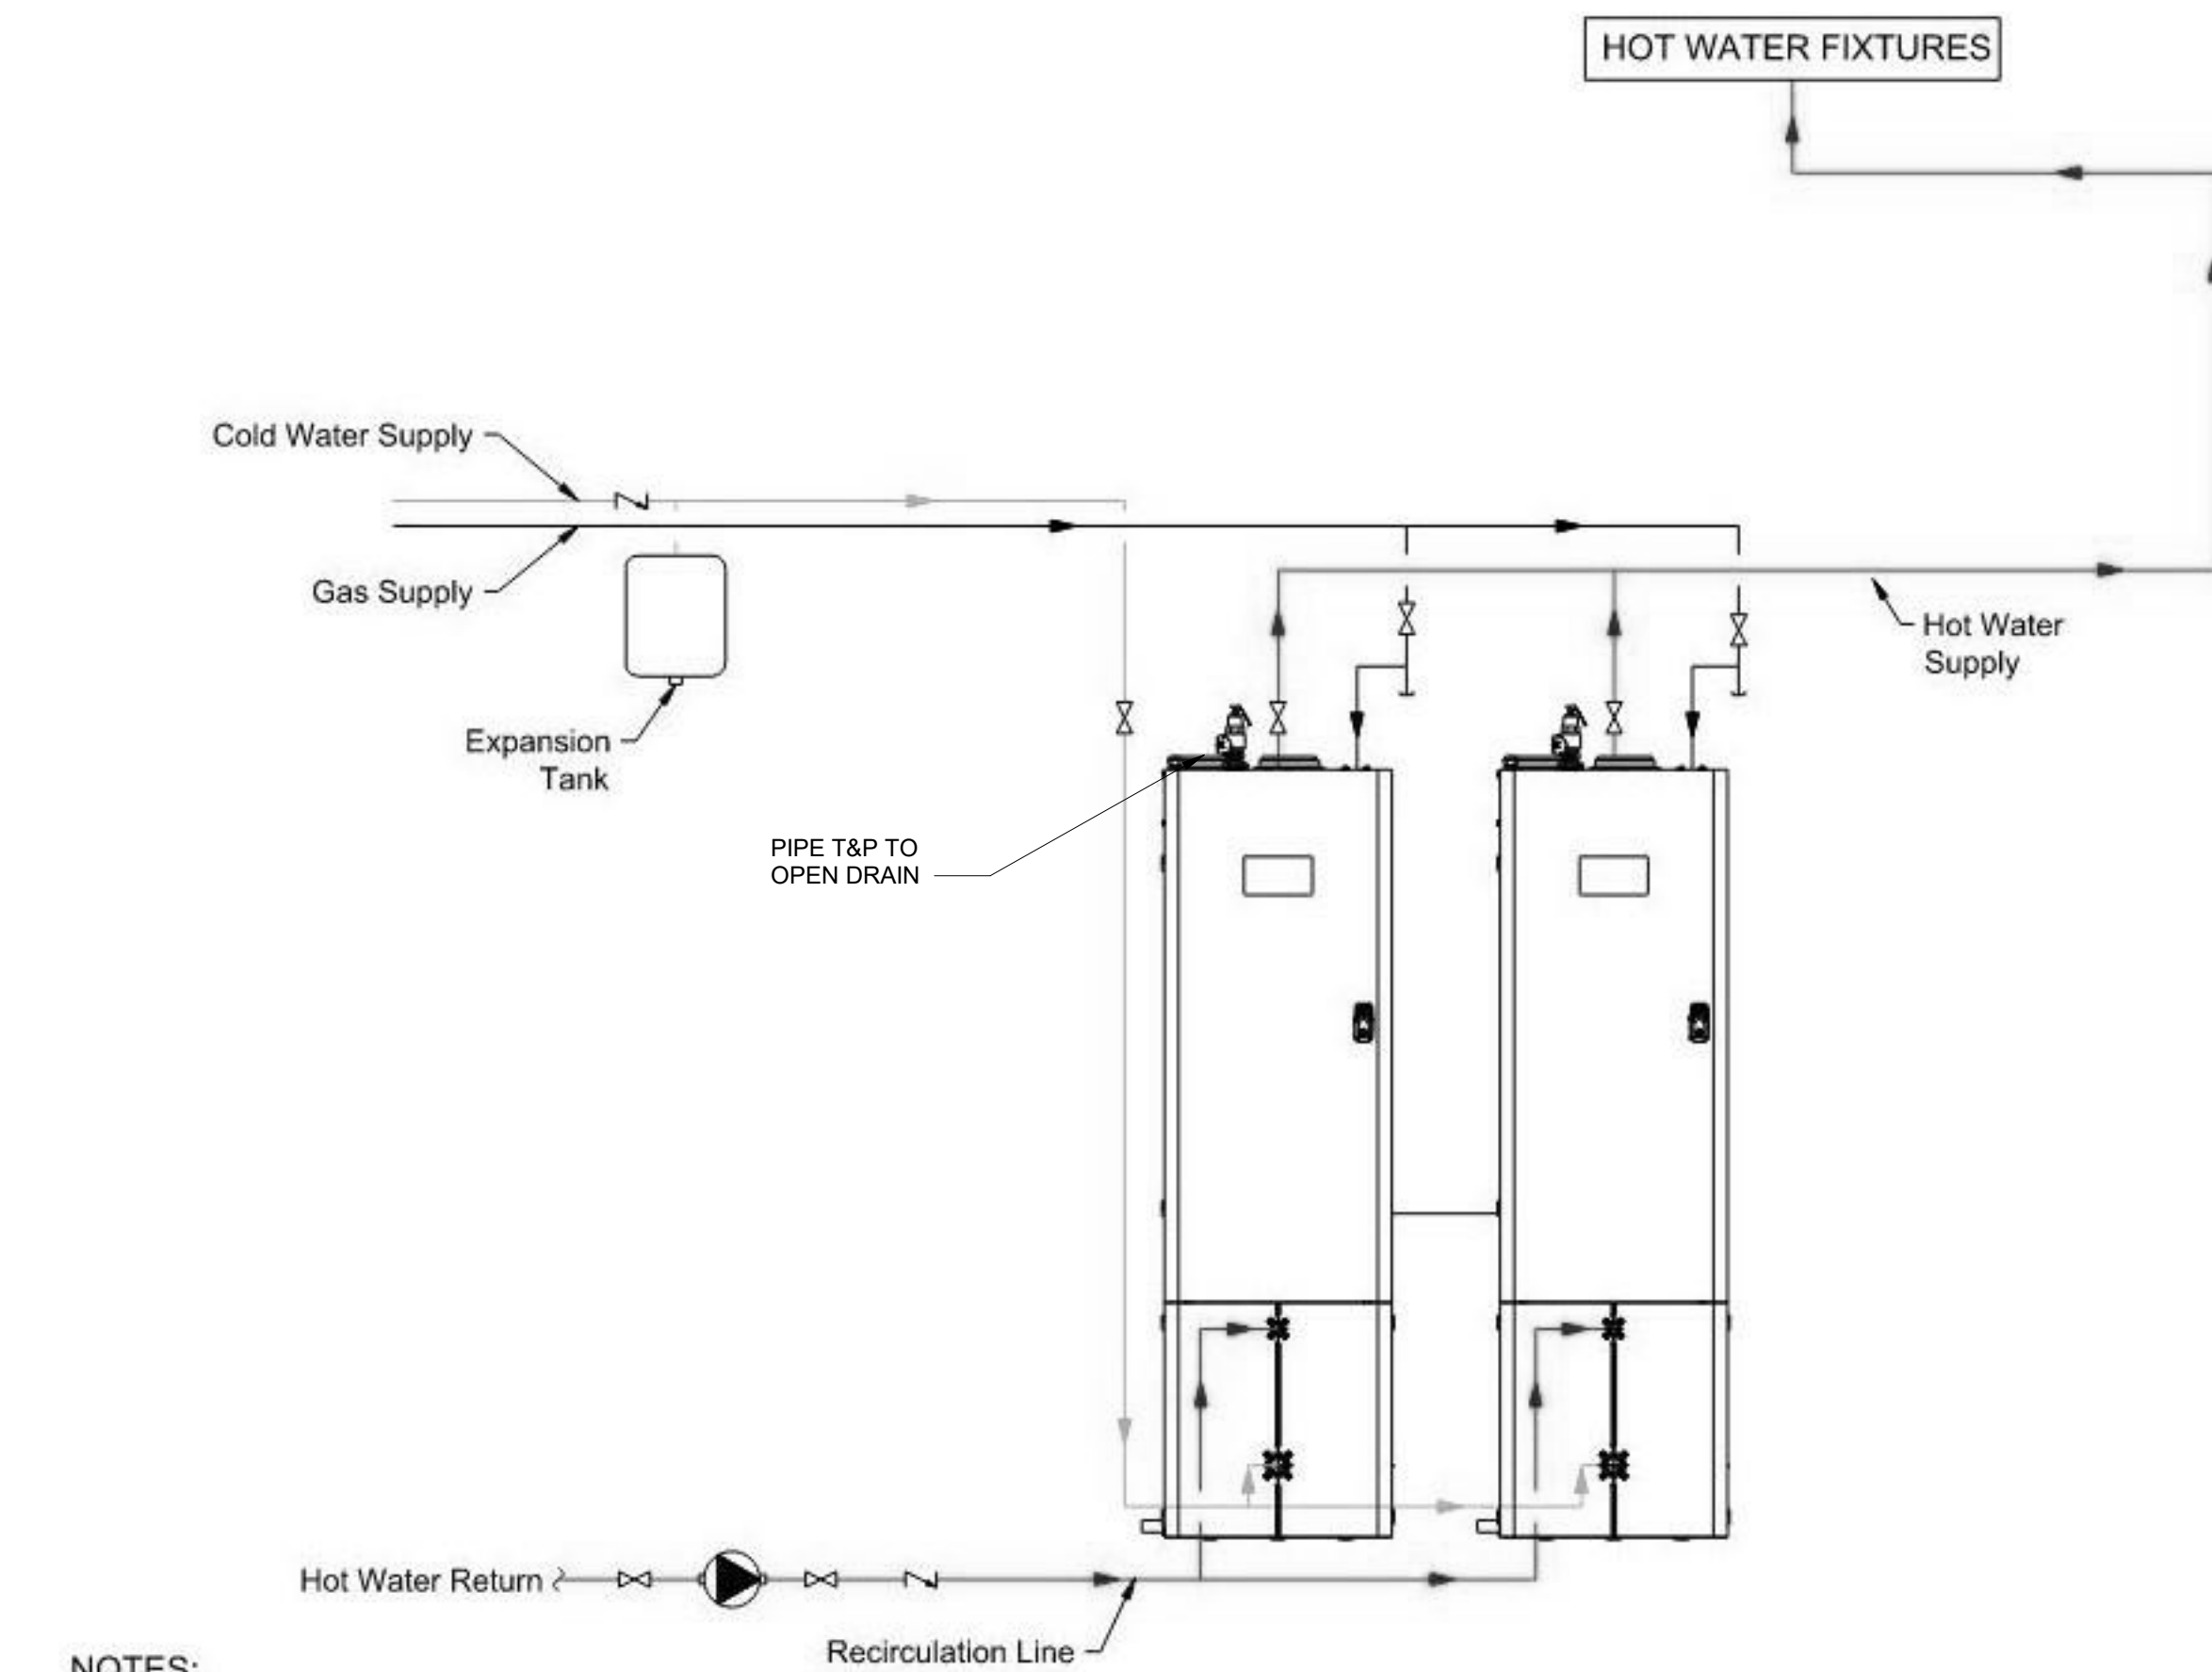 HOT WATER FIXTURES
Cold Water Supply
Gas Supply
Hot Water
Supply
Expansion
Tank
PIPE T&P TO
OPEN DRAIN
Hot Water Return
Recirculation Line
NOTES: